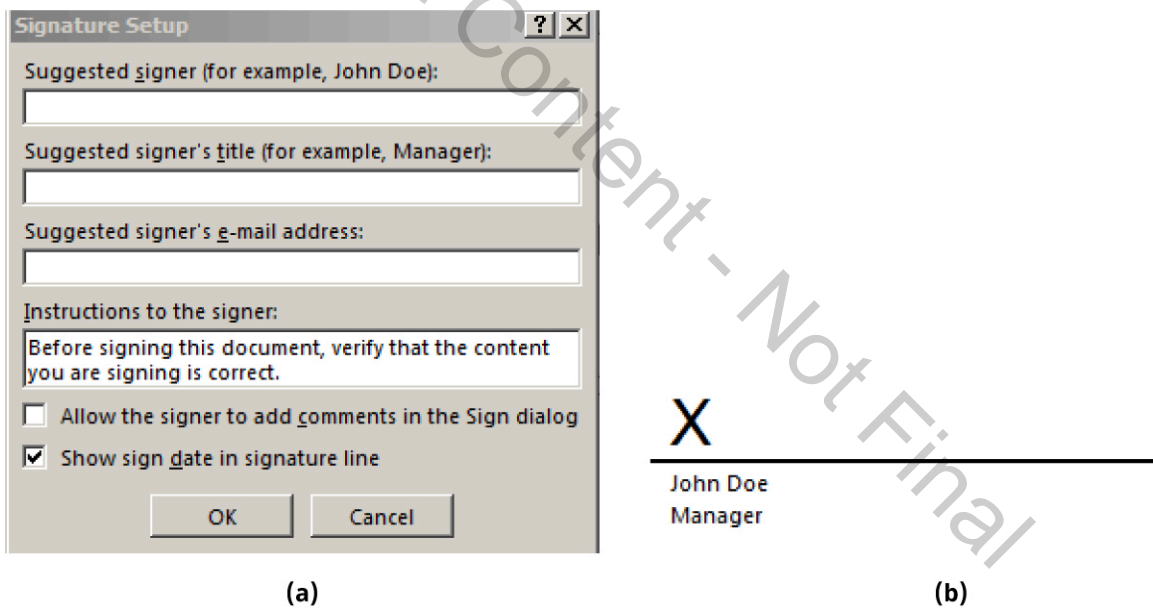 Signature Setup
Suggested signer (for example, John Doe):
Suggested signer's title (for example, Manager):
Suggested signer's e-mail address:
Instructions to the signer:
Before signing this document, verify that the content
you are signing is correct.
Allow the signer to add comments in the Sign dialog
Show sign date in signature line
OK Cancel
(a)
X
John Doe
Manager
(b)
Content - Not Final